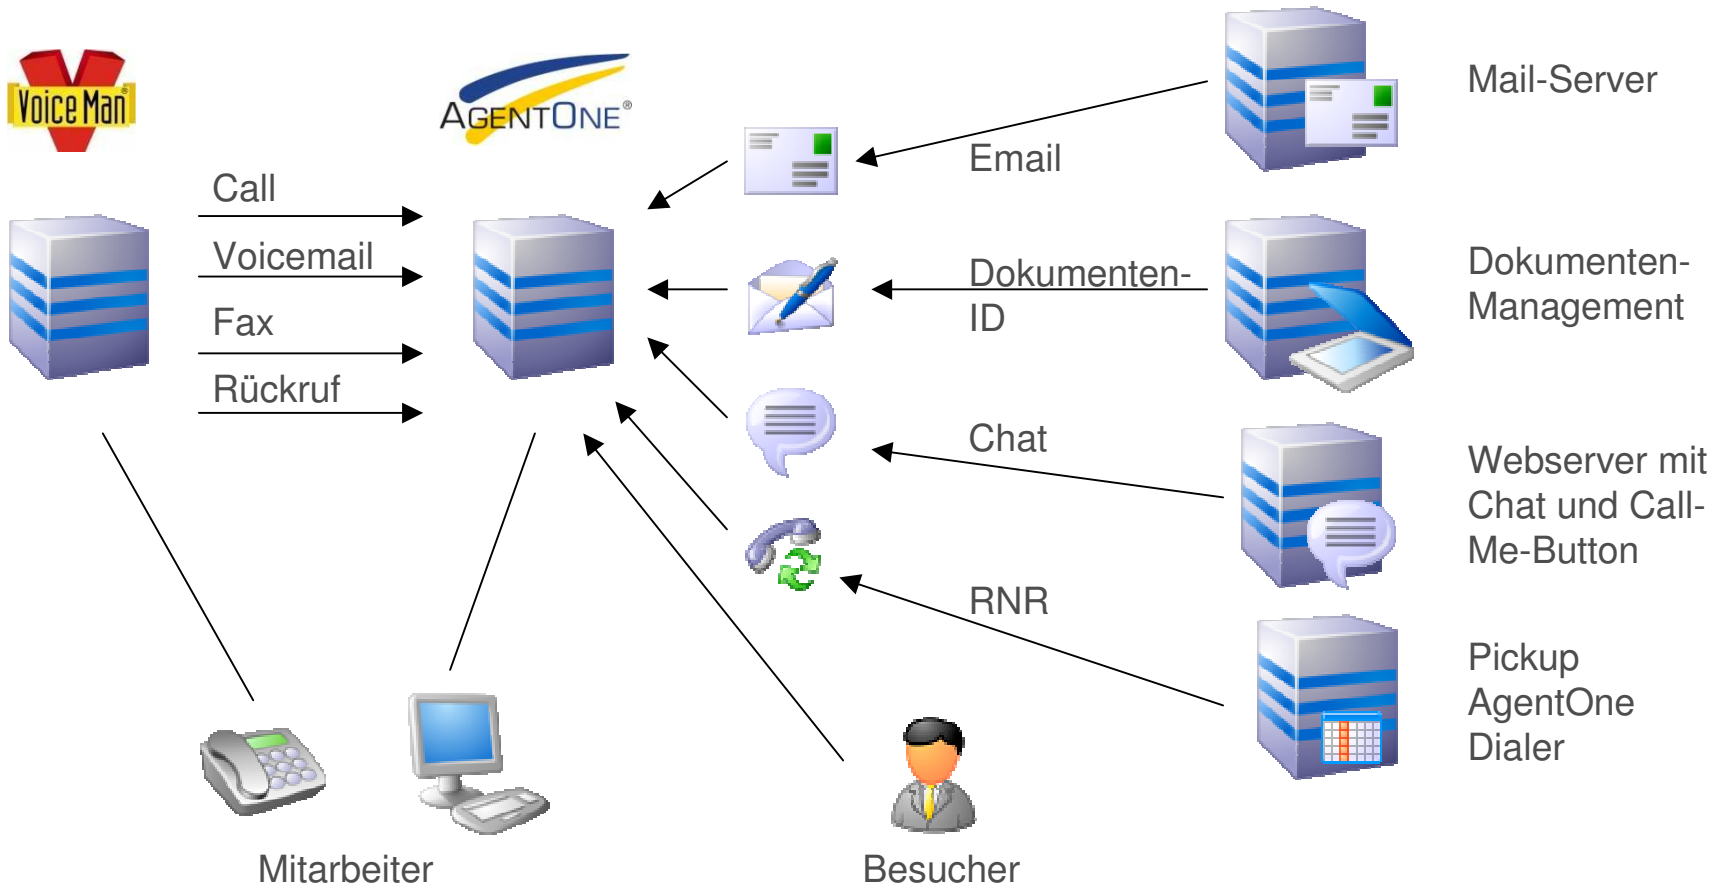 Voice Man
AGENTONE®
Mail-Server
Email
Call
Voicemail
Fax
Rückruf
Dokumenten-
ID
Dokumenten-
Management
Chat
Webserver mit
Chat und Call-
Me-Button
RNR
Pickup
AgentOne
Dialer
Mitarbeiter
Besucher